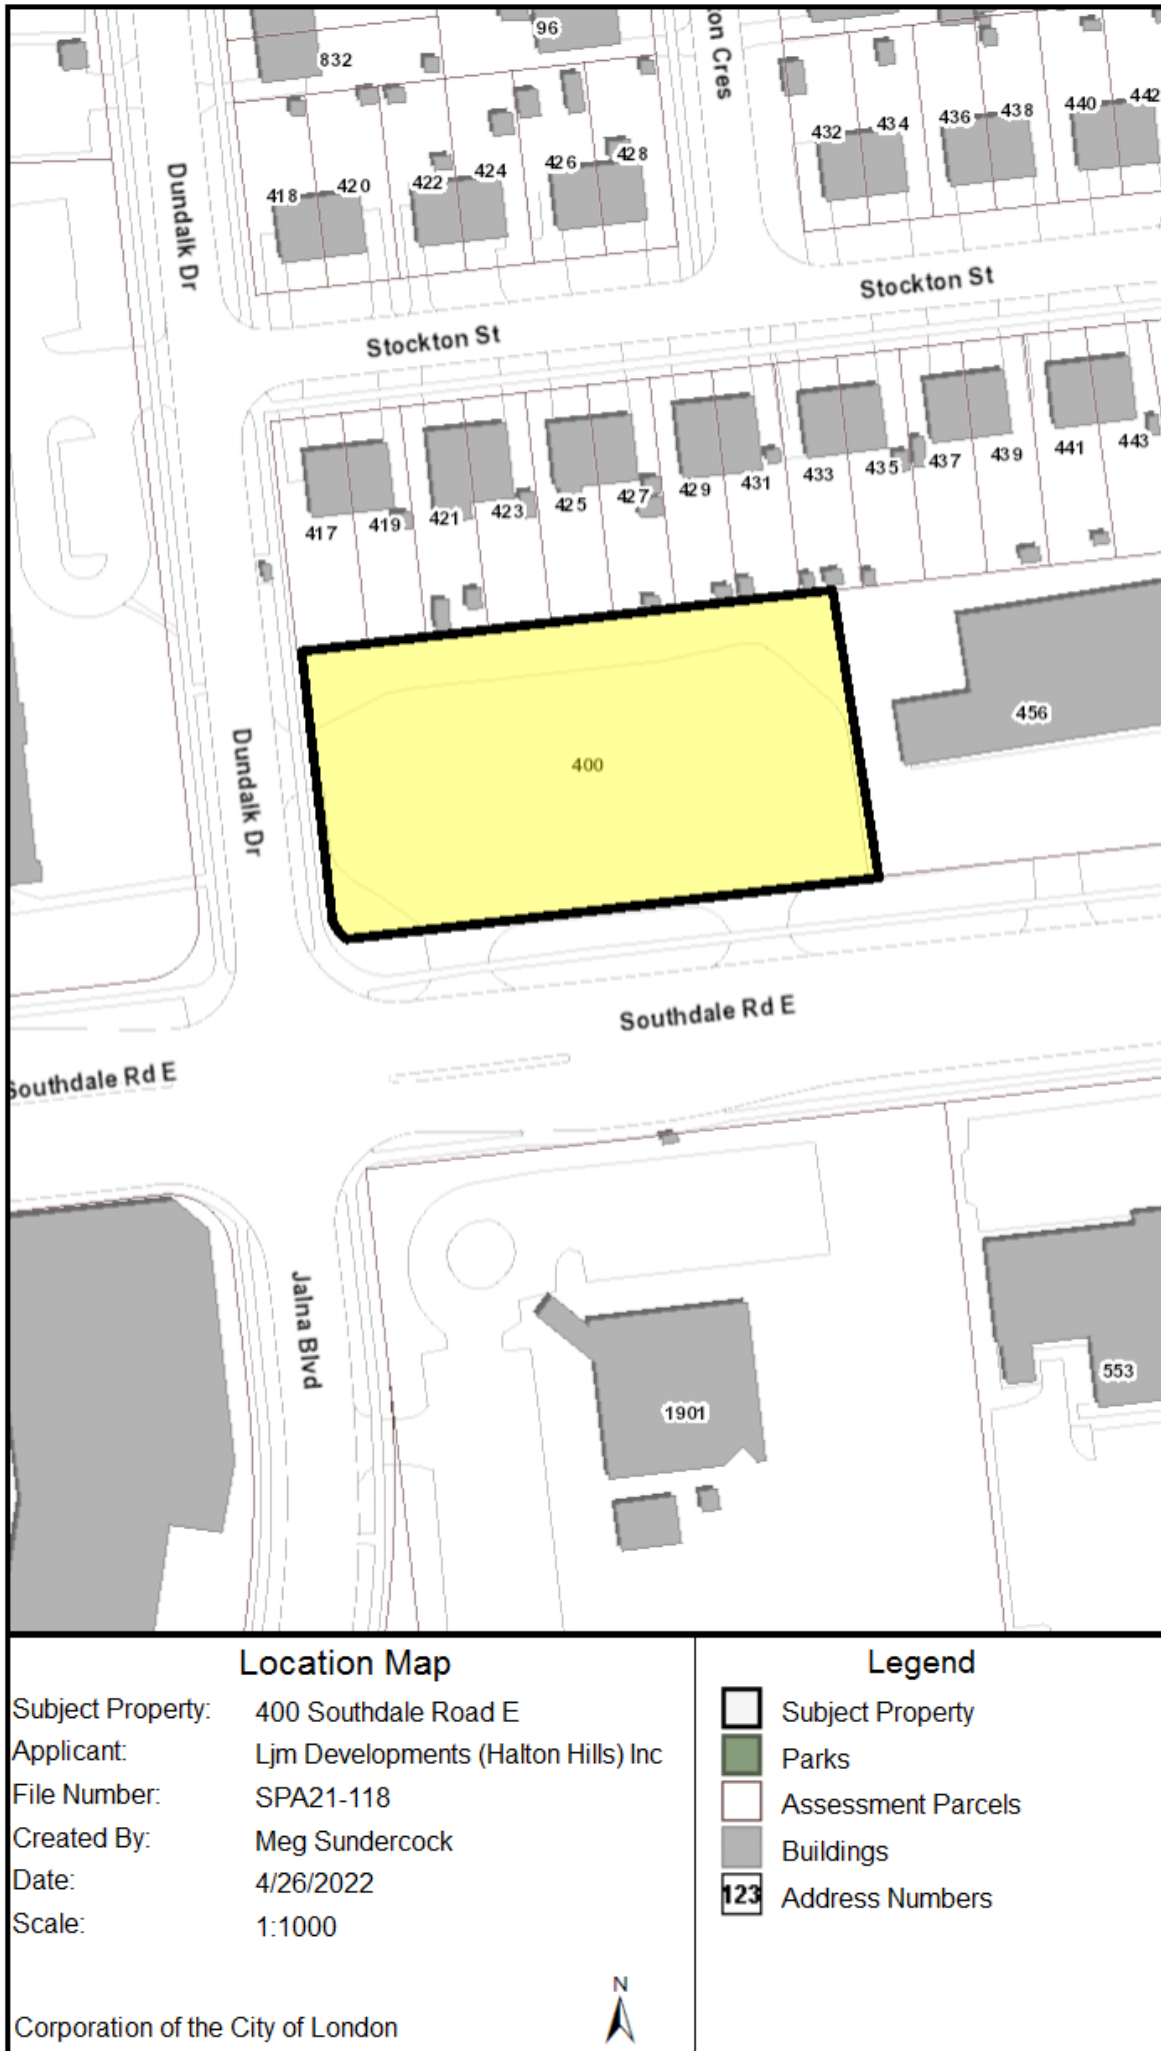 96
832
ton Cres
432 434 436 438 440 442
418 420 422 424 426 428
Dundalk Dr
Stockton St
Stockton St
417 419 421 423 425 427 429 431 433 435 437 439 441 443
400
456
Dundalk Dr
Southdale Rd E
Southdale Rd E
Jalna Blvd
1901
553
Location Map
Subject Property: 400 Southdale Road E
Applicant: Ljm Developments (Halton Hills) Inc
File Number: SPA21-118
Created By: Meg Sundercock
Date: 4/26/2022
Scale: 1:1000
N
Corporation of the City of London
Legend
Subject Property
Parks
Assessment Parcels
Buildings
123 Address Numbers